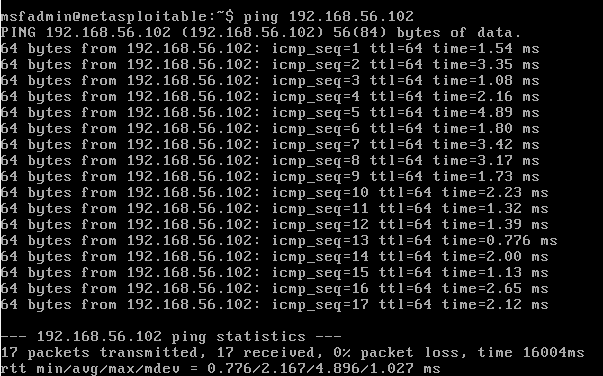 msfadmin@metasploitable:~$ ping 192.168.56.102
PING 192.168.56.102 (192.168.56.102) 56(84) bytes of data.
64 bytes from 192.168.56.102: icmp_seq=1 ttl=64 time=1.54 ms
64 bytes from 192.168.56.102: icmp_seq=2 ttl=64 time=3.35 ms
64 bytes from 192.168.56.102: icmp_seq=3 ttl=64 time=1.08 ms
64 bytes from 192.168.56.102: icmp_seq=4 ttl=64 time=2.16 ms
64 bytes from 192.168.56.102: icmp_seq=5 ttl=64 time=4.89 ms
64 bytes from 192.168.56.102: icmp_seq=6 ttl=64 time=1.80 ms
64 bytes from 192.168.56.102: icmp_seq=7 ttl=64 time=3.42 ms
64 bytes from 192.168.56.102: icmp_seq=8 ttl=64 time=3.17 ms
64 bytes from 192.168.56.102: icmp_seq=9 ttl=64 time=1.73 ms
64 bytes from 192.168.56.102: icmp_seq=10 ttl=64 time=2.23 ms
64 bytes from 192.168.56.102: icmp_seq=11 ttl=64 time=1.32 ms
64 bytes from 192.168.56.102: icmp_seq=12 ttl=64 time=1.39 ms
64 bytes from 192.168.56.102: icmp_seq=13 ttl=64 time=0.776 ms
64 bytes from 192.168.56.102: icmp_seq=14 ttl=64 time=2.00 ms
64 bytes from 192.168.56.102: icmp_seq=15 ttl=64 time=1.13 ms
64 bytes from 192.168.56.102: icmp_seq=16 ttl=64 time=2.65 ms
64 bytes from 192.168.56.102: icmp_seq=17 ttl=64 time=2.12 ms
--- 192.168.56.102 ping statistics ---
17 packets transmitted, 17 received, 0% packet loss, time 16004ms
rtt min/avg/max/mdev = 0.776/2.167/4.896/1.027 ms